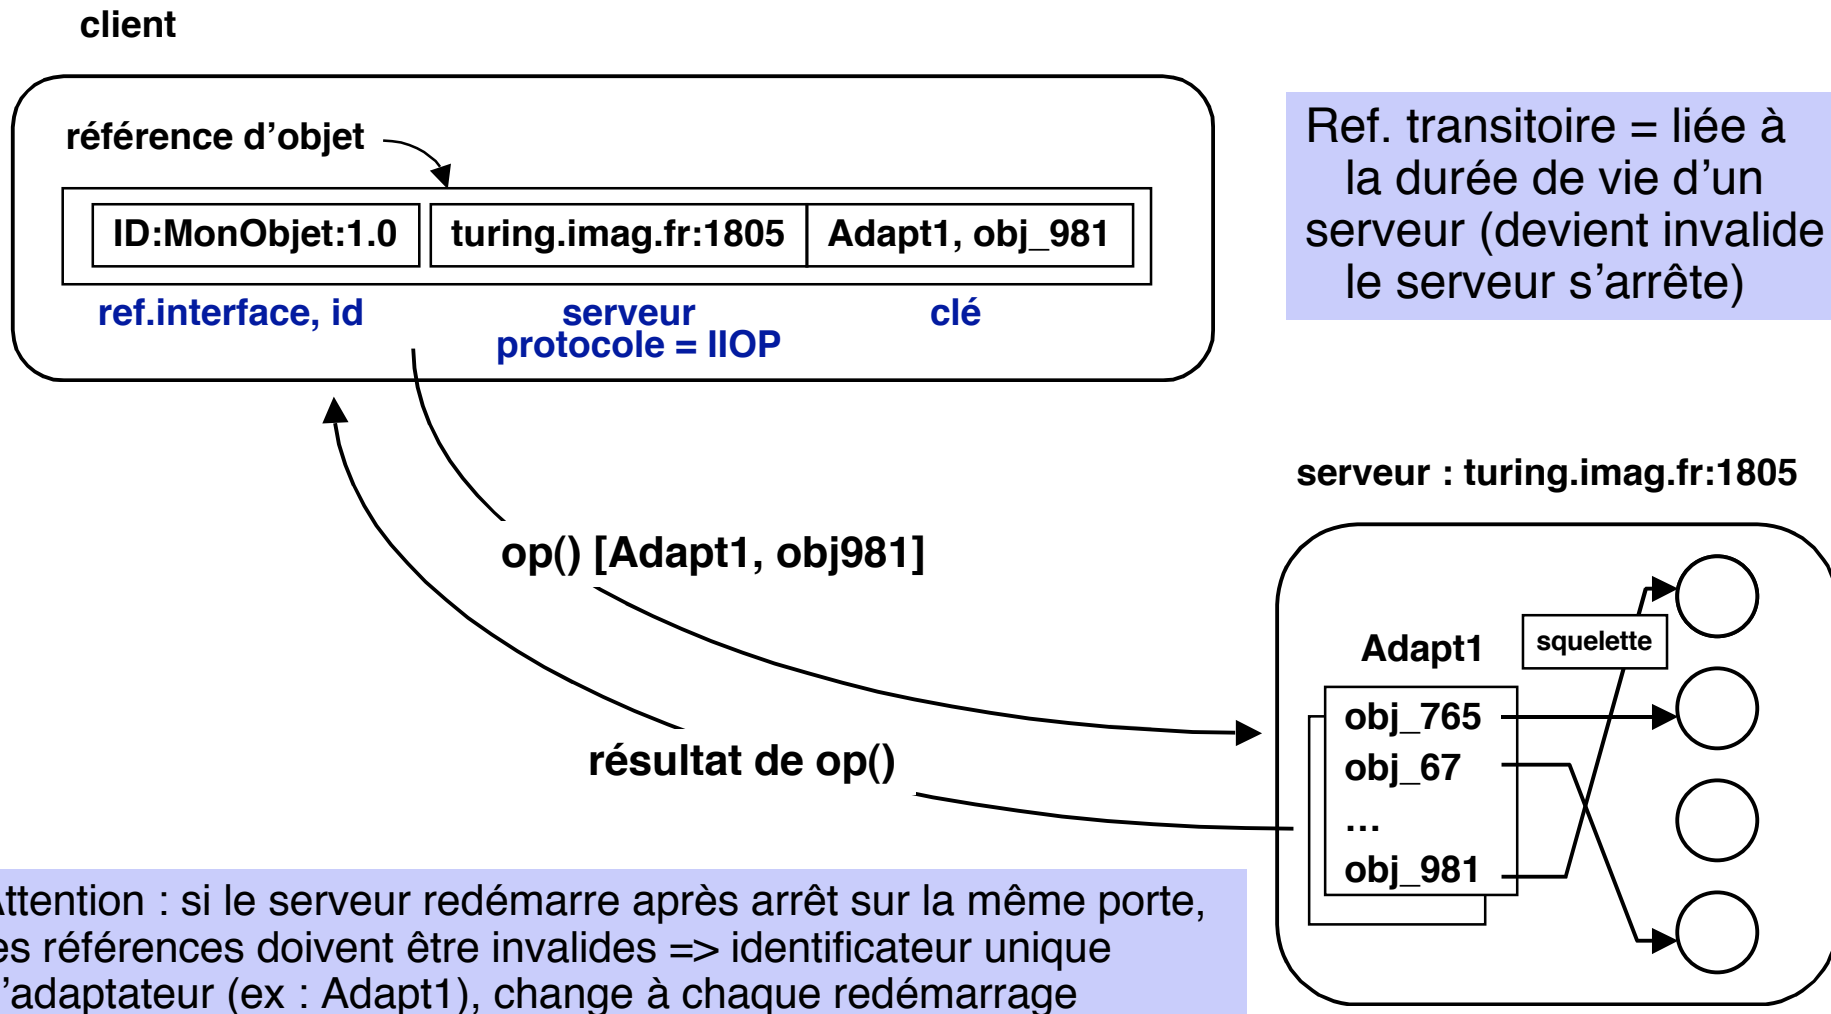 client
référence d’objet
ID:MonObjet:1.0
turing.imag.fr:1805
Adapt1, obj_981
ref.interface, id
serveur
protocole = IIOP
clé
Ref. transitoire = liée à
la durée de vie d’un
serveur (devient invalide
le serveur s’arrête)
serveur : turing.imag.fr:1805
op() [Adapt1, obj981]
résultat de op()
Adapt1
squelette
obj_765
obj_67
...
obj_981
Attention : si le serveur redémarre après arrêt sur la même porte,
es références doivent être invalides => identificateur unique
’adaptateur (ex : Adapt1), change à chaque redémarrage